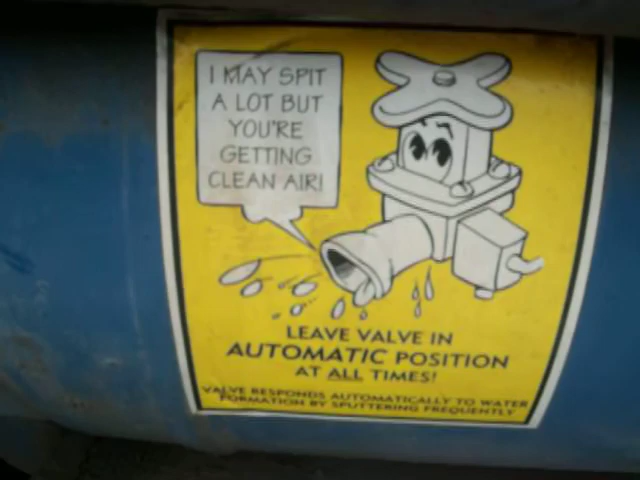 I MAY SPIT
A LOT BUT
YOU'RE
GETTING
CLEAN AIR!
LEAVE VALVE IN
AUTOMATIC POSITION
AT ALL TIMES!
VALVE RESPONDS AUTOMATICALLY TO WATER
FORMATION BY SPUTTERING FREQUENTLY